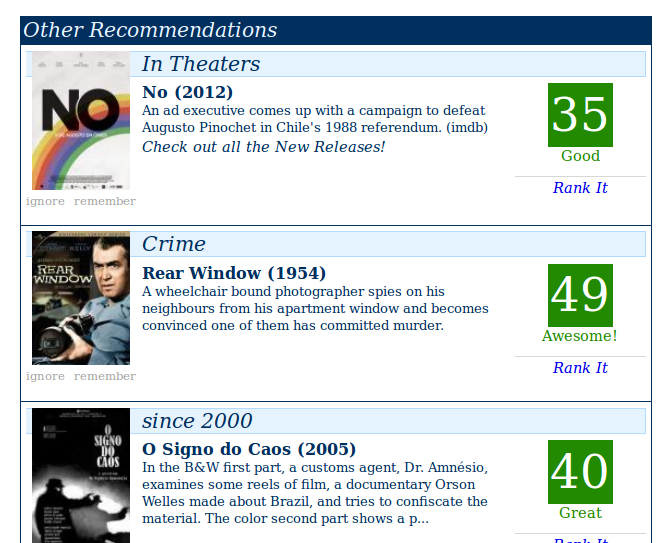 Other Recommendations
In Theaters
NO
No (2012)
An ad executive comes up with a campaign to defeat
Augusto Pinochet in Chile's 1988 referendum. (imdb)
Check out all the New Releases!
35
Good
Rank It
ignore remember
Crime
REAR
WINDOW
Rear Window (1954)
A wheelchair bound photographer spies on his
neighbours from his apartment window and becomes
convinced one of them has committed murder.
49
Awesome!
Rank It
ignore remember
since 2000
O
SIGNO
DO
CAOS
O Signo do Caos (2005)
In the B&W first part, a customs agent, Dr. Amnésio,
examines some reels of film, a documentary Orson
Welles made about Brazil, and tries to confiscate the
material. The color second part shows a p...
40
Great
Rank It